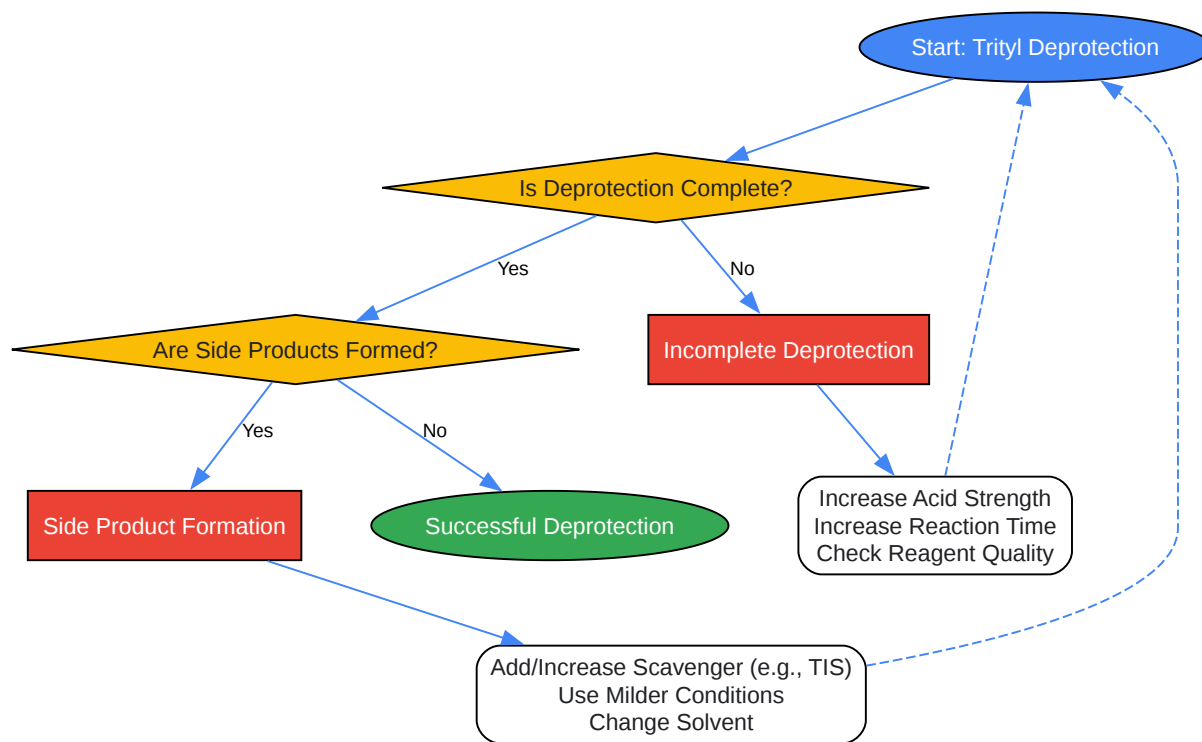 Start: Trityl Deprotection
Is Deprotection Complete?
Yes
No
Are Side Products Formed?
Incomplete Deprotection
Yes
No
Side Product Formation
Successful Deprotection
Increase Acid Strength
Increase Reaction Time
Check Reagent Quality
Add/Increase Scavenger (e.g., TIS)
Use Milder Conditions
Change Solvent